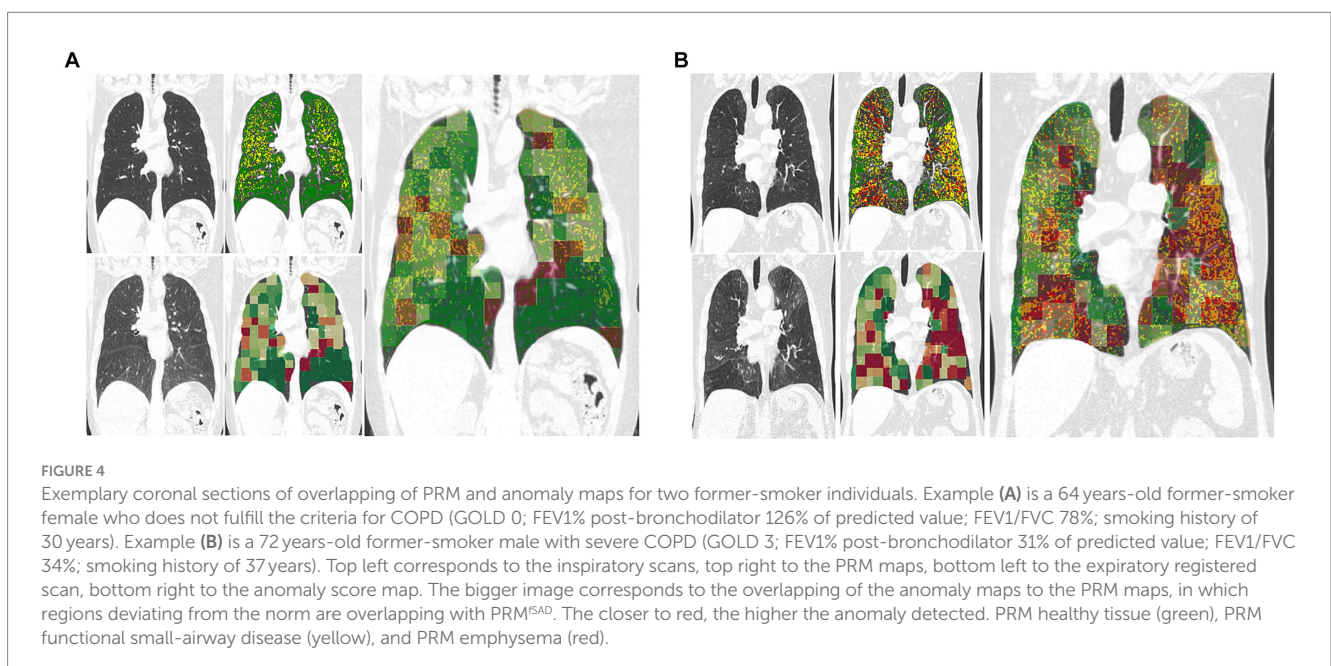 A
B
FIGURE 4
Exemplary coronal sections of overlapping of PRM and anomaly maps for two former-smoker individuals. Example (A) is a 64 years-old former-smoker
female who does not fulfill the criteria for COPD (GOLD 0; FEV1% post-bronchodilator 126% of predicted value; FEV1/FVC 78%; smoking history of
30 years). Example (B) is a 72 years-old former-smoker male with severe COPD (GOLD 3; FEV1% post-bronchodilator 31% of predicted value; FEV1/FVC
34%; smoking history of 37 years). Top left corresponds to the inspiratory scans, top right to the PRM maps, bottom left to the expiratory registered
scan, bottom right to the anomaly score map. The bigger image corresponds to the overlapping of the anomaly maps to the PRM maps, in which
regions deviating from the norm are overlapping with PRMfSAD. The closer to red, the higher the anomaly detected. PRM healthy tissue (green), PRM
functional small-airway disease (yellow), and PRM emphysema (red).